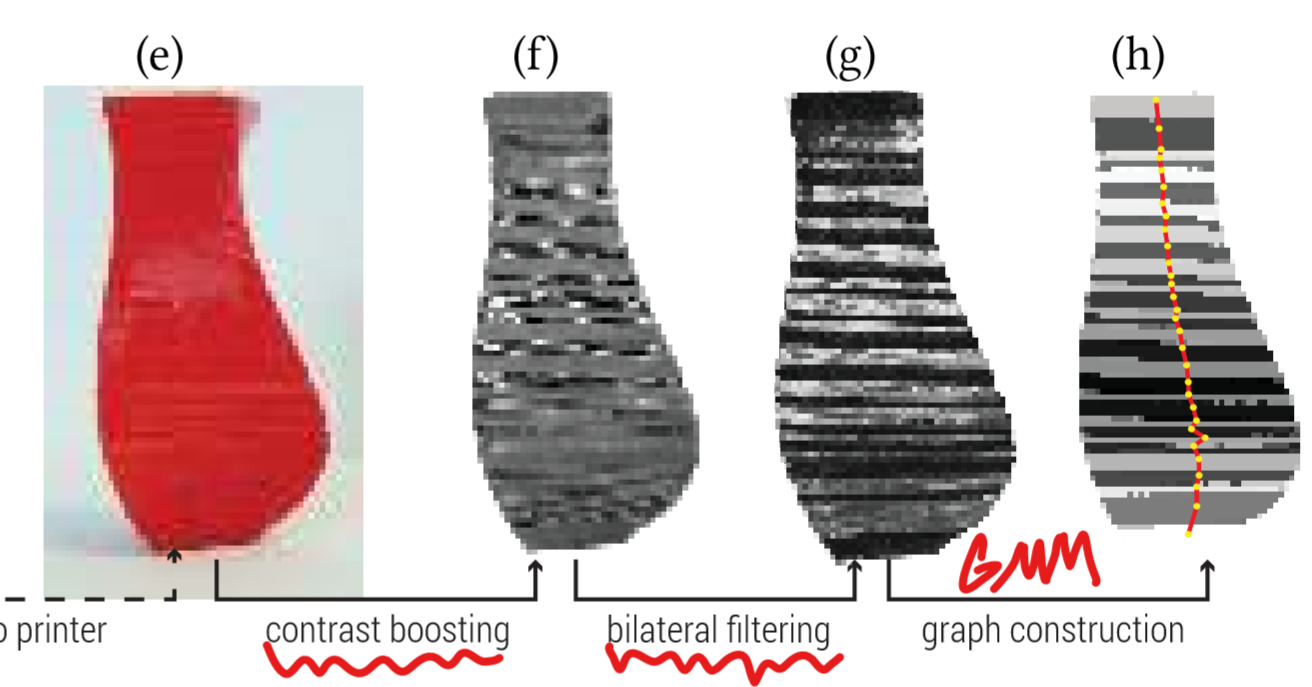 (e) (f) (g) (h)
GMM
o printer contrast boosting bilateral filtering graph construction